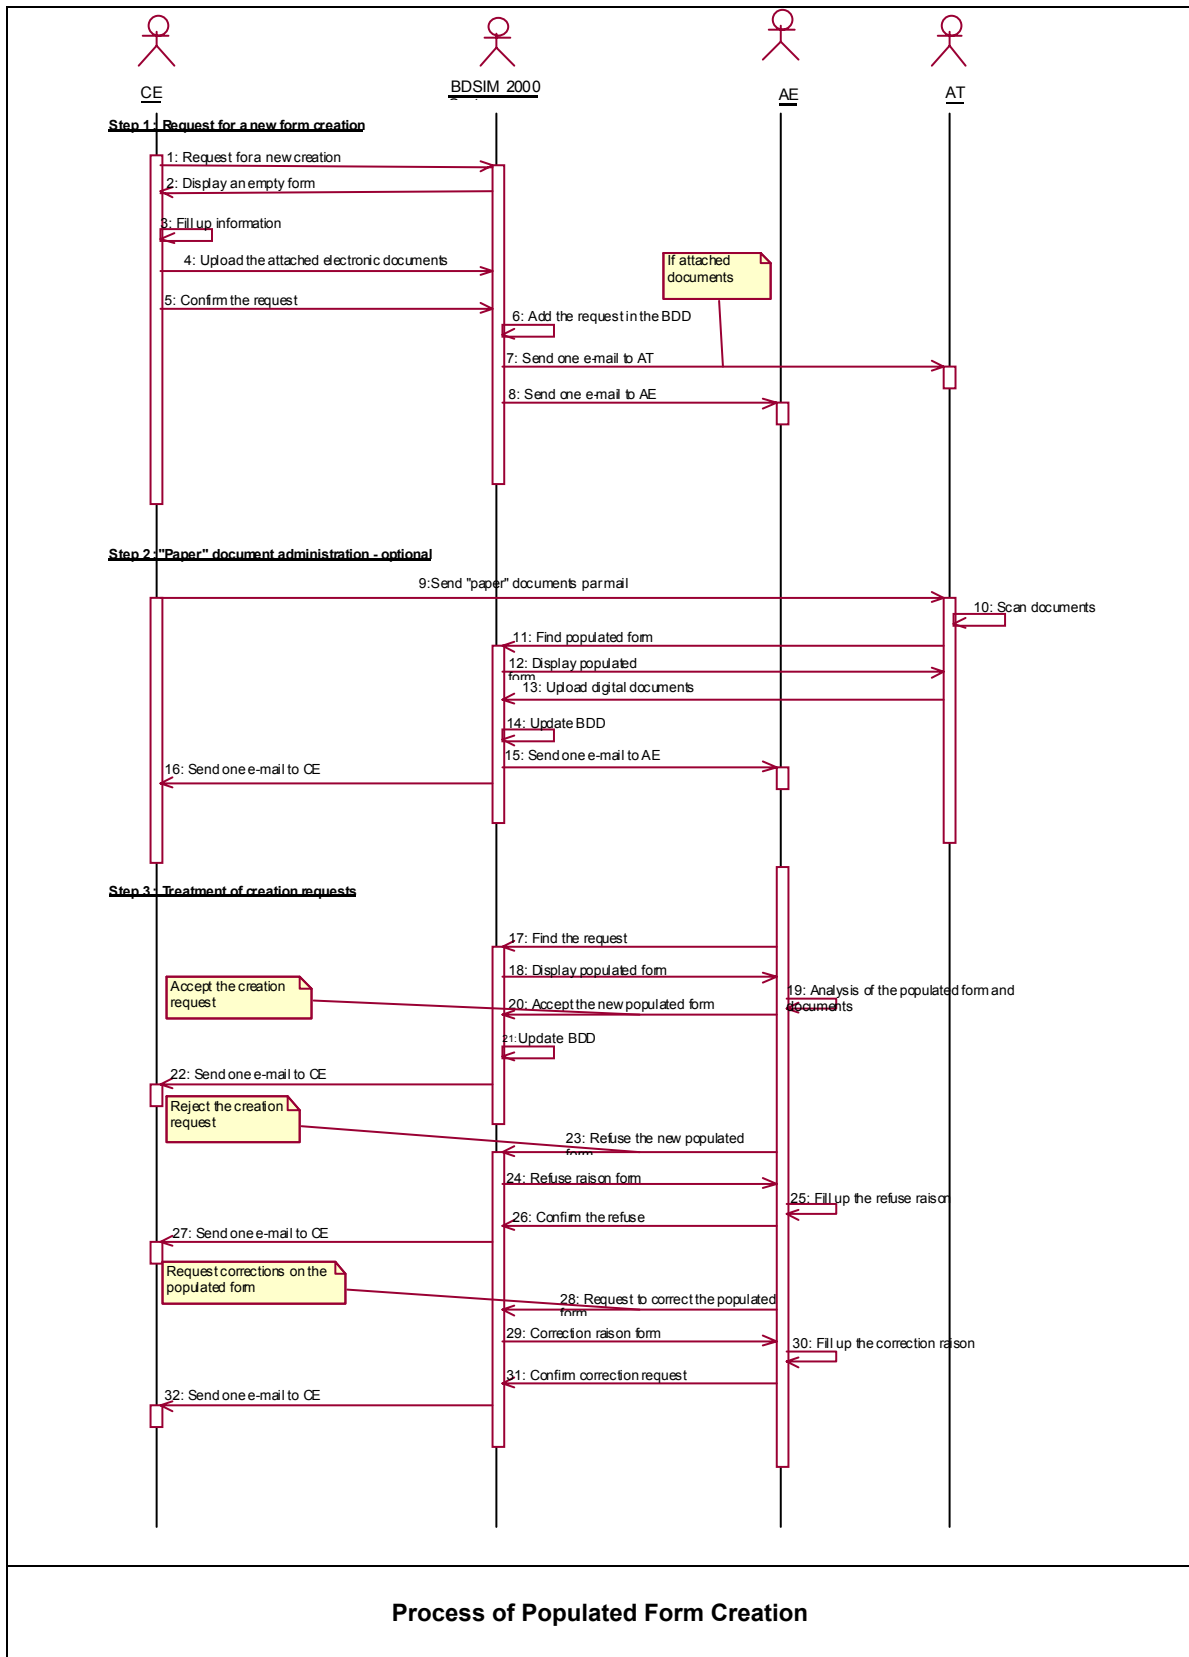 CE
BDSIM 2000
AE
AT
Step 1 : Request for a new form creation
1: Request for a new creation
2: Display an empty form
3: Fill up information
4: Upload the attached electronic documents
If attached
documents
5: Confirm the request
6: Add the request in the BDD
7: Send one e-mail to AT
8: Send one e-mail to AE
Step 2 :"Paper" document administration - optional
9:Send "paper" documents par mail
10: Scan documents
11: Find populated form
12: Display populated
form
13: Upload digital documents
14: Update BDD
15: Send one e-mail to AE
16: Send one e-mail to CE
Step 3 : Treatment of creation requests
17: Find the request
18: Display populated form
Accept the creation
request
19: Analysis of the populated form and
documents
20: Accept the new populated form
21: Update BDD
22: Send one e-mail to CE
Reject the creation
request
23: Refuse the new populated
form
24: Refuse raison form
25: Fill up the refuse raison
26: Confirm the refuse
27: Send one e-mail to CE
Request corrections on the
populated form
28: Request to correct the populated
form
29: Correction raison form
30: Fill up the correction raison
31: Confirm correction request
32: Send one e-mail to CE
Process of Populated Form Creation